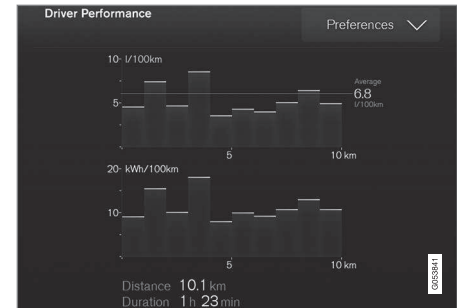 Driver Performance
Preferences
10 l/100km
Average
6.8
l/100km
5
5 10 km
20 kWh/100km
10
5 10 km
Distance 10.1 km
Duration 1 h 23 min
G053841